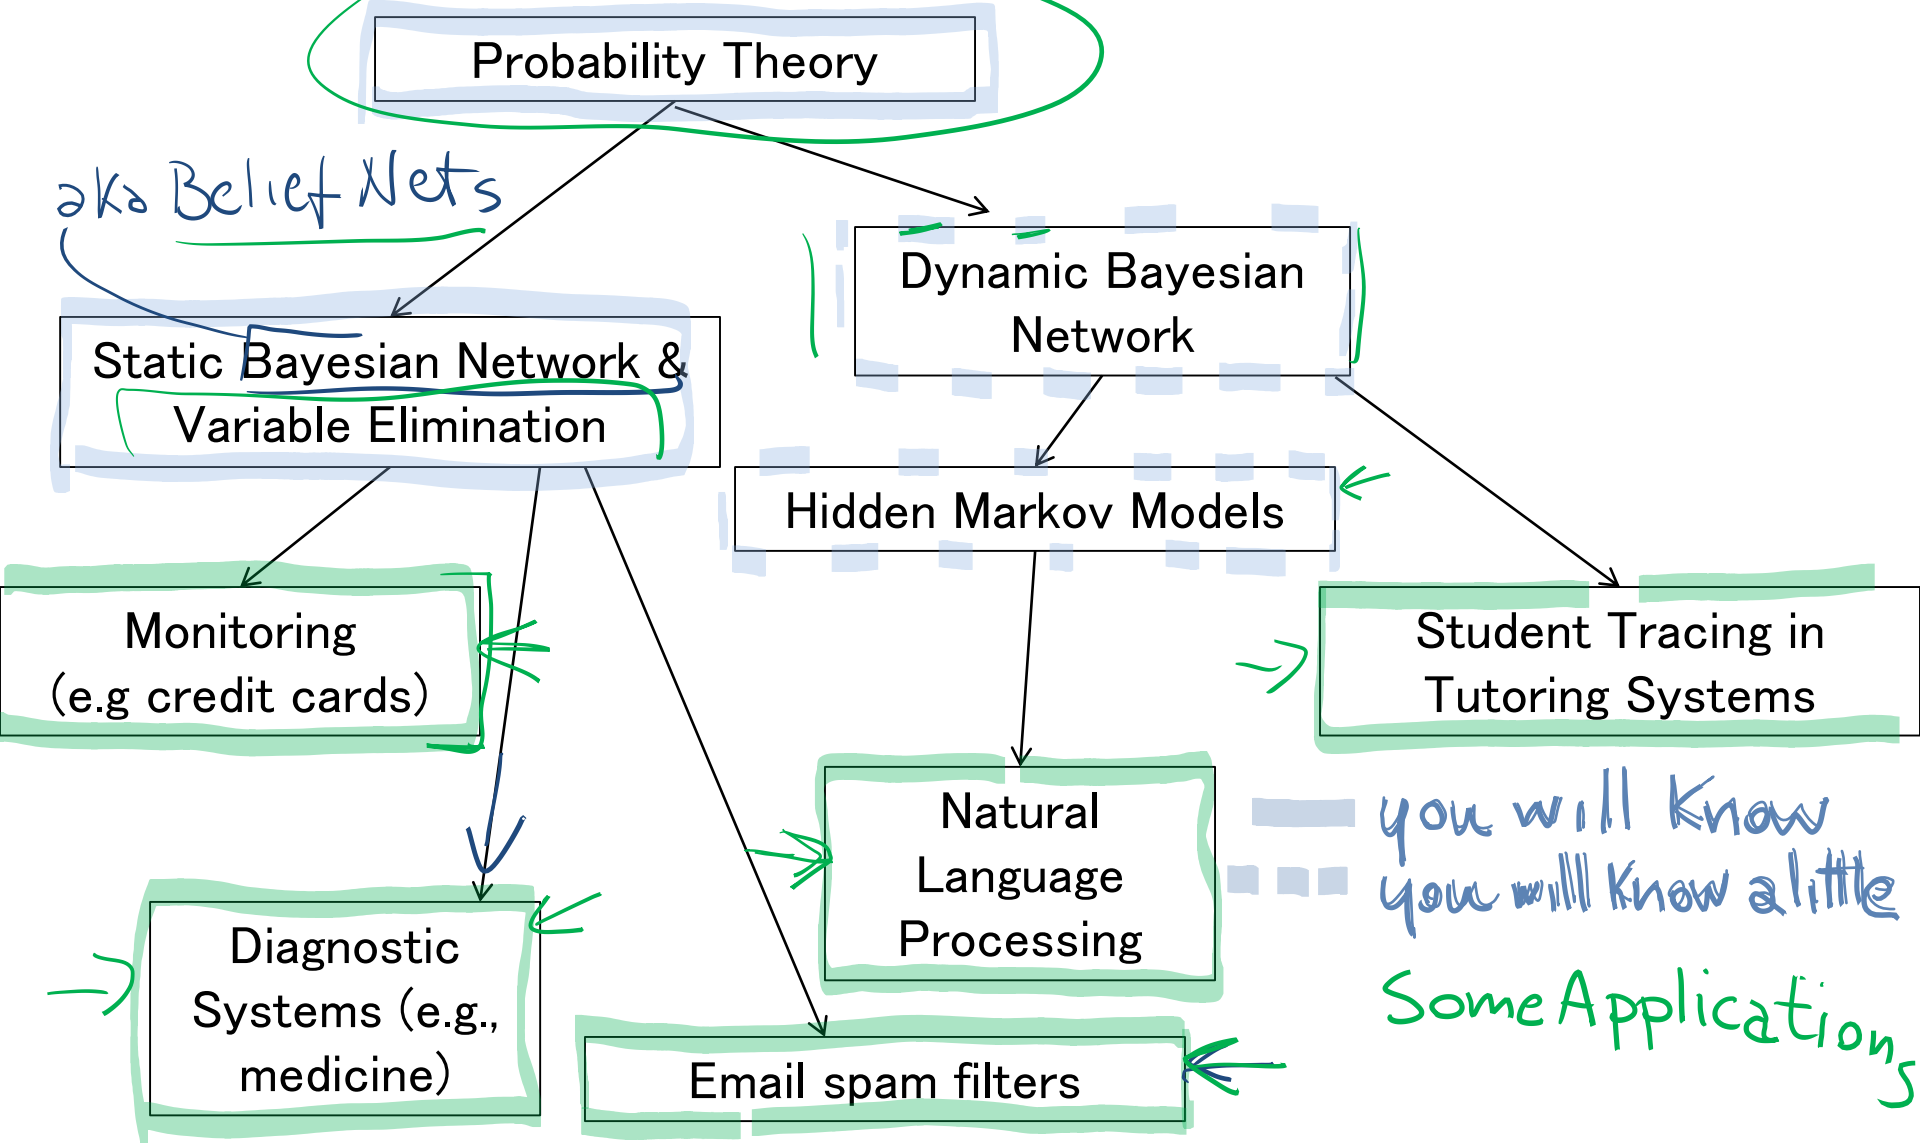 Probability Theory
aka Belief Nets
Dynamic Bayesian
Network
Static Bayesian Network &
Variable Elimination
Hidden Markov Models
Monitoring
(e.g credit cards)
Student Tracing in
Tutoring Systems
Natural
Language
Processing
you will Know
you will Know a little
Diagnostic
Systems (e.g.,
medicine)
Some Applications
Email spam filters